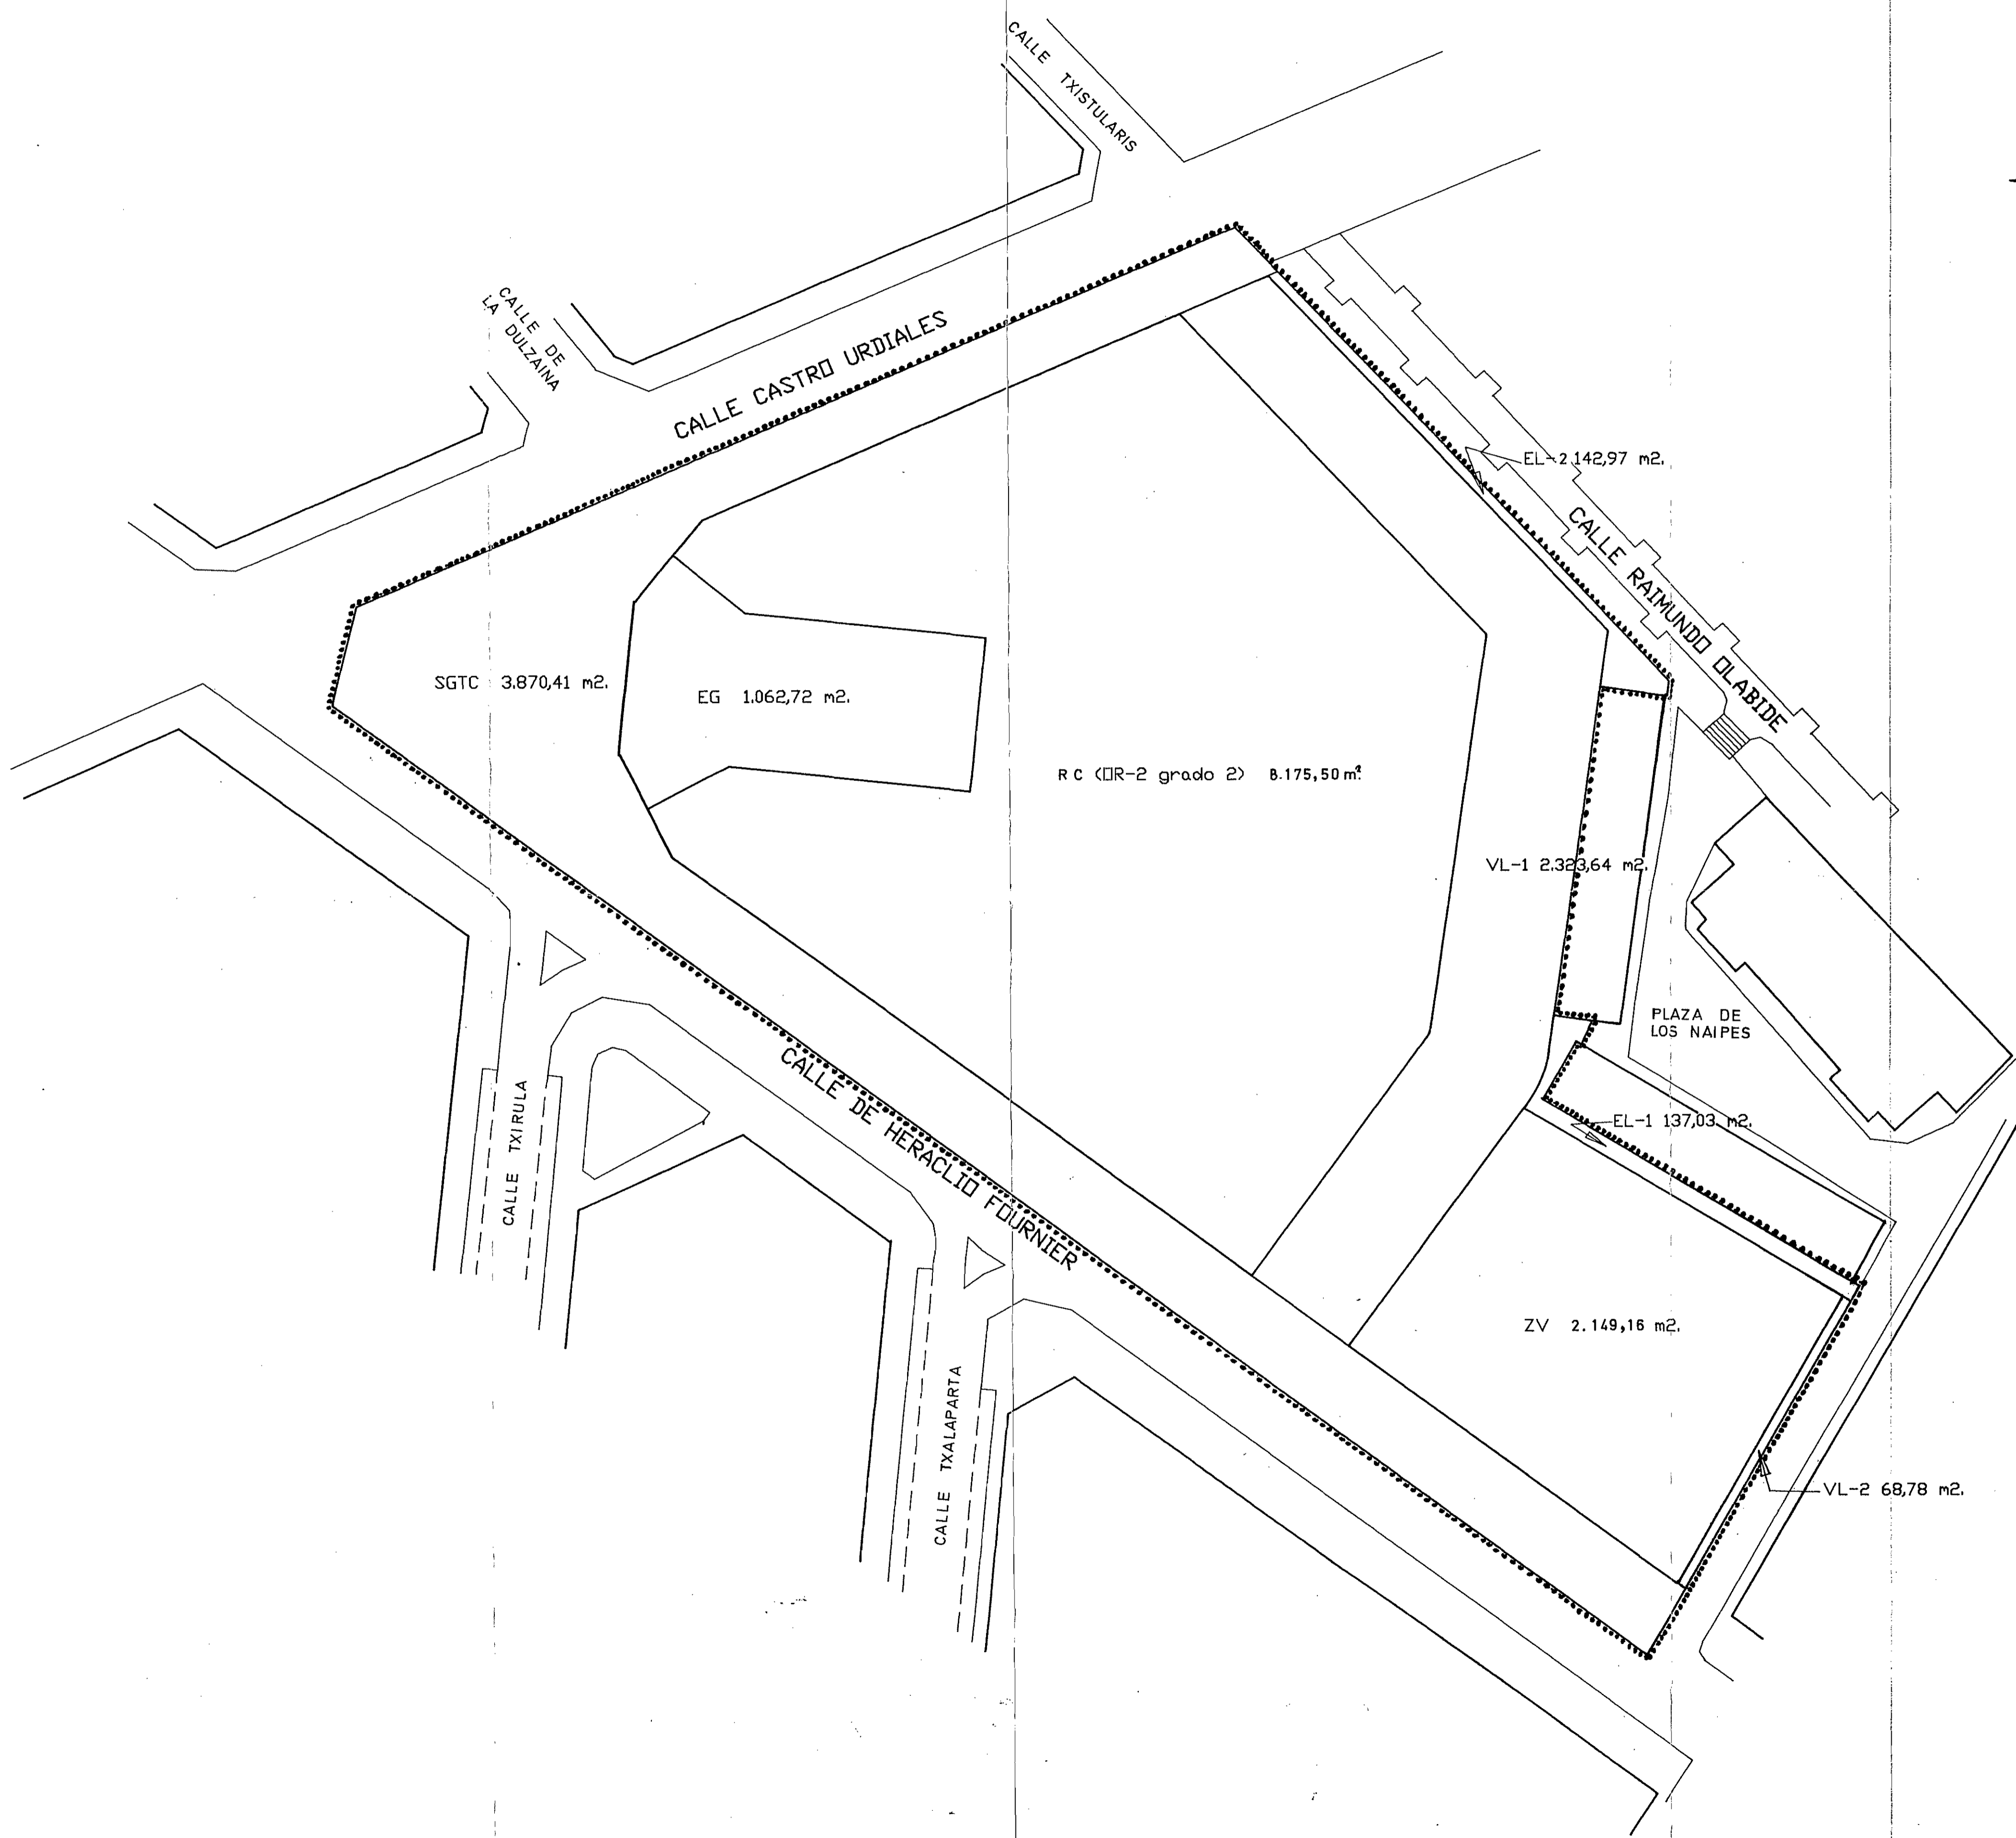 CALLE TXISTULARIS
CALLE DE
LA DULZAINA
CALLE CASTRO URDIALES
EL-2 142,97 m2.
CALLE RAIMUNDO OLABIDE
SGTC 3.870,41 m2.
EG 1.062,72 m2.
R C (OR-2 grado 2) 8.175,50 m².
VL-1 2.323,64 m2.
PLAZA DE
LOS NAIPES
CALLE DE HERACLIO FOURNIER
EL-1 137,03 m2.
CALLE TXIRULA
ZV 2.149,16 m2.
CALLE TXALAPARTA
VL-2 68,78 m2.